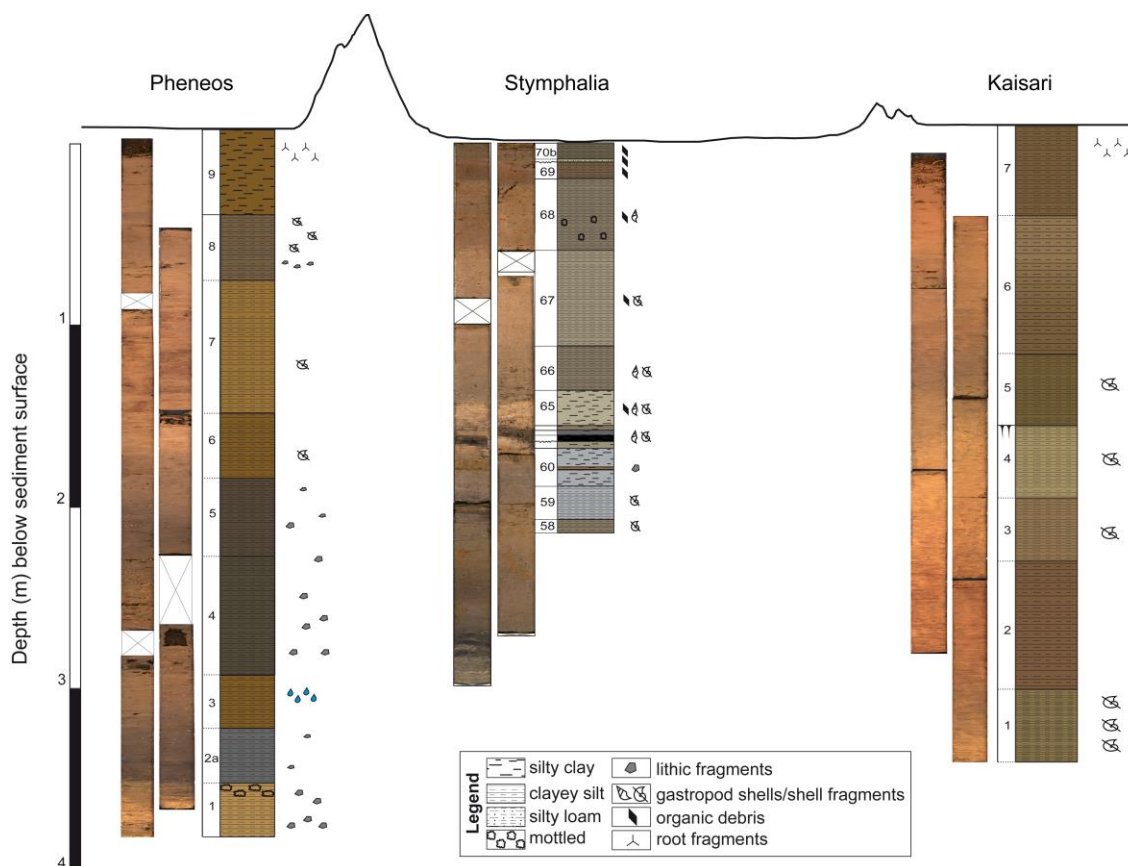 Pheneos
Stymphalia
Kaisari
Depth (m) below sediment surface
1
2
3
4
9
8
7
6
5
4
3
2a
1
70b
69
68
67
66
65
60
59
58
7
6
5
4
3
2
1
Legend
silty clay
clayey silt
silty loam
mottled
lithic fragments
gastropod shells/shell fragments
organic debris
root fragments